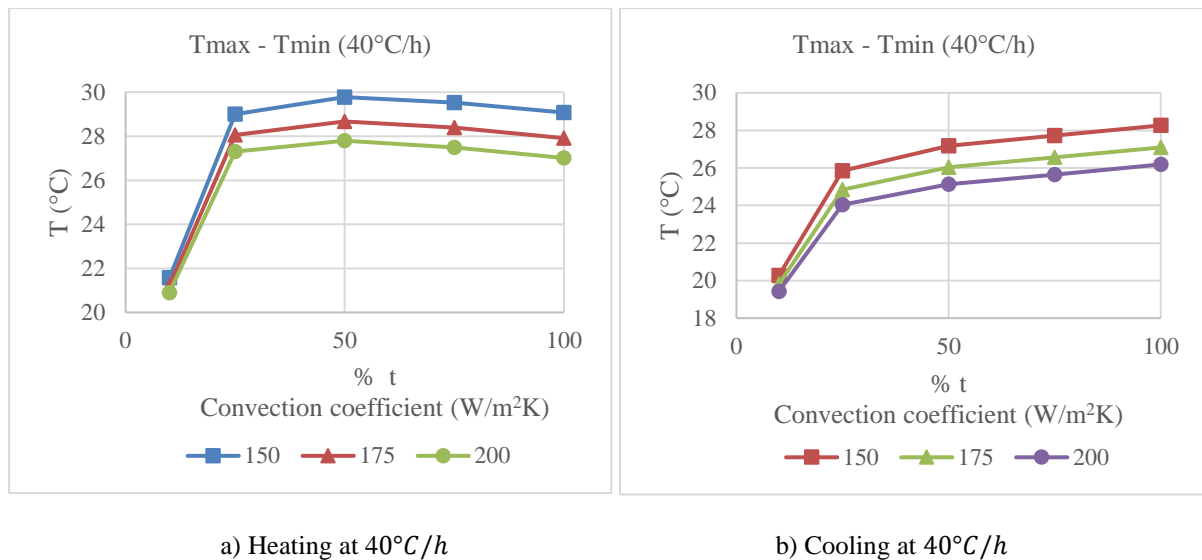 Tmax - Tmin (40°C/h)
30
28
26
24
22
20
0
50
100
T (°C)
% t
Convection coefficient (W/m²K)
150 175 200
a) Heating at 40°C/h
Tmax - Tmin (40°C/h)
30
28
26
24
22
20
18
0
50
100
T (°C)
% t
Convection coefficient (W/m²K)
150 175 200
b) Cooling at 40°C/h